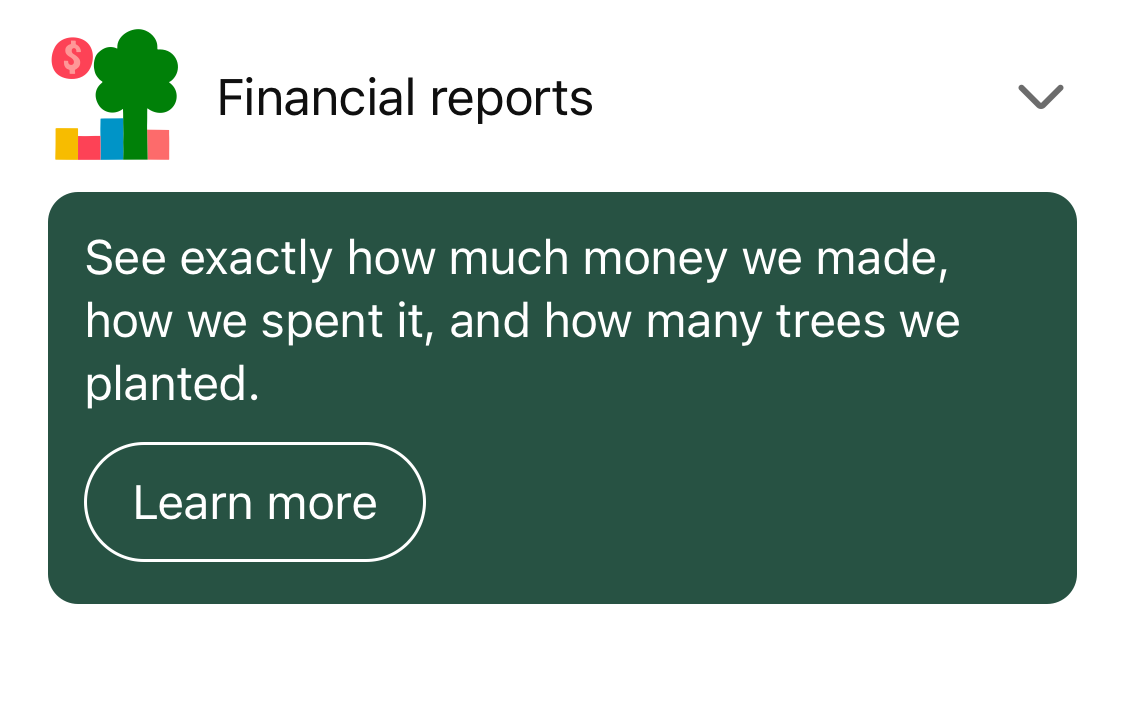 $
Financial reports
See exactly how much money we made,
how we spent it, and how many trees we
planted.
Learn more